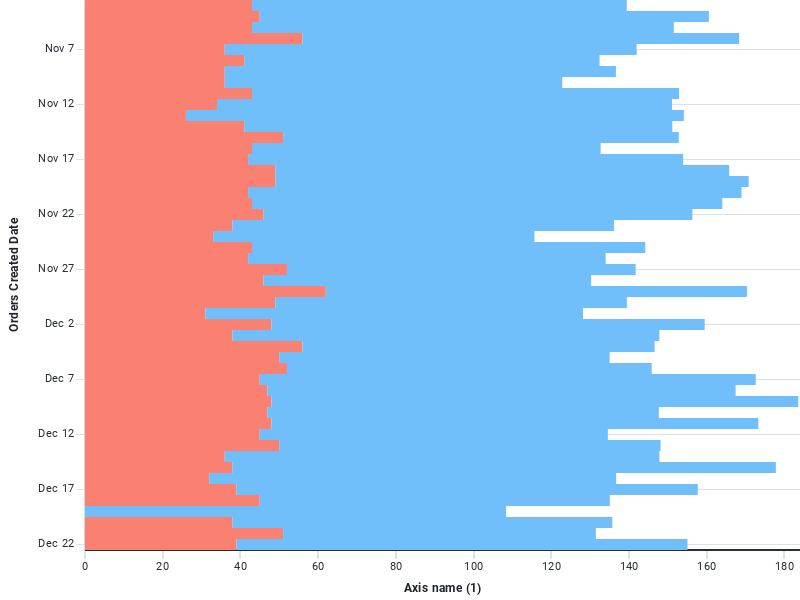 Nov 7
Nov 12
Nov 17
Nov 22
Nov 27
Dec 2
Dec 7
Dec 12
Dec 17
Dec 22
Orders Created Date
0 20 40 60 80 100 120 140 160 180
Axis name (1)